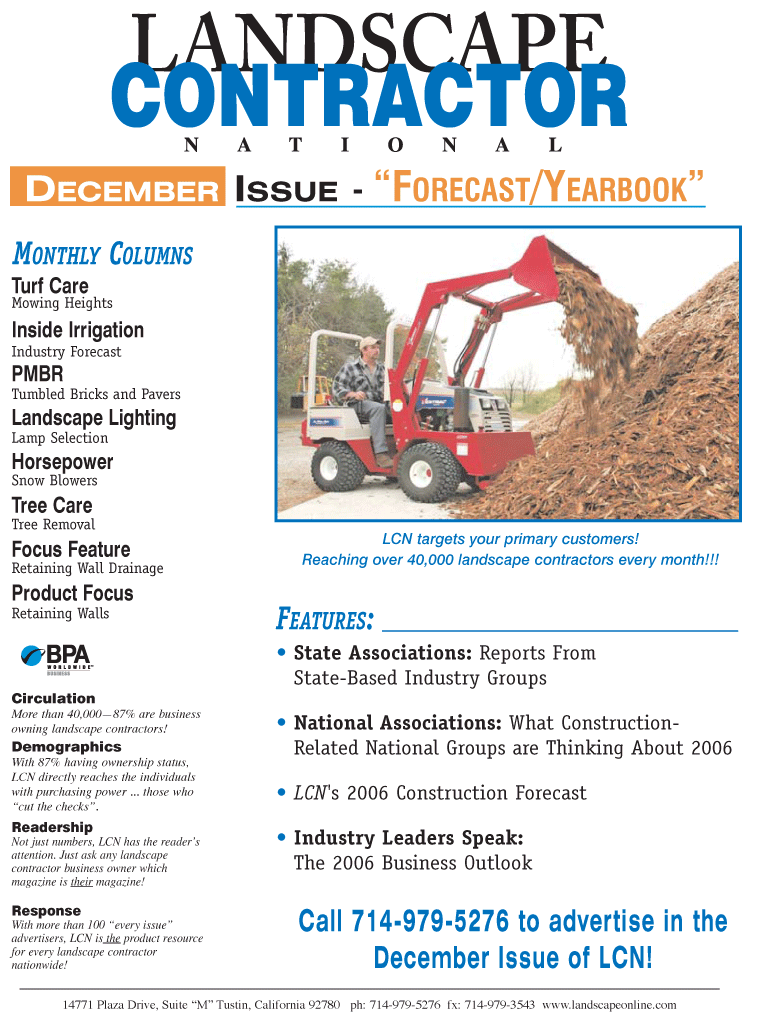 LANDSCAPE
CONTRACTOR
NATIONAL
DECEMBER ISSUE - “FORECAST/YEARBOOK”
MONTHLY COLUMNS
Turf Care
Mowing Heights
Inside Irrigation
Industry Forecast
PMBR
Tumbled Bricks and Pavers
Landscape Lighting
Lamp Selection
Horsepower
Snow Blowers
Tree Care
Tree Removal
Focus Feature
Retaining Wall Drainage
Product Focus
Retaining Walls
BPA
WORLDWIDE™
BUSINESS
Circulation
More than 40,000—87% are business
owning landscape contractors!
Demographics
With 87% having ownership status,
LCN directly reaches the individuals
with purchasing power ... those who
“cut the checks”.
Readership
Not just numbers, LCN has the reader’s
attention. Just ask any landscape
contractor business owner which
magazine is their magazine!
Response
With more than 100 “every issue”
advertisers, LCN is the product resource
for every landscape contractor
nationwide!
VENTRAC
LCN targets your primary customers!
Reaching over 40,000 landscape contractors every month!!!
FEATURES:
• State Associations: Reports From
State-Based Industry Groups
• National Associations: What Construction-
Related National Groups are Thinking About 2006
• LCN's 2006 Construction Forecast
• Industry Leaders Speak:
The 2006 Business Outlook
Call 714-979-5276 to advertise in the
December Issue of LCN!
14771 Plaza Drive, Suite “M” Tustin, California 92780 ph: 714-979-5276 fx: 714-979-3543 www.landscapeonline.com